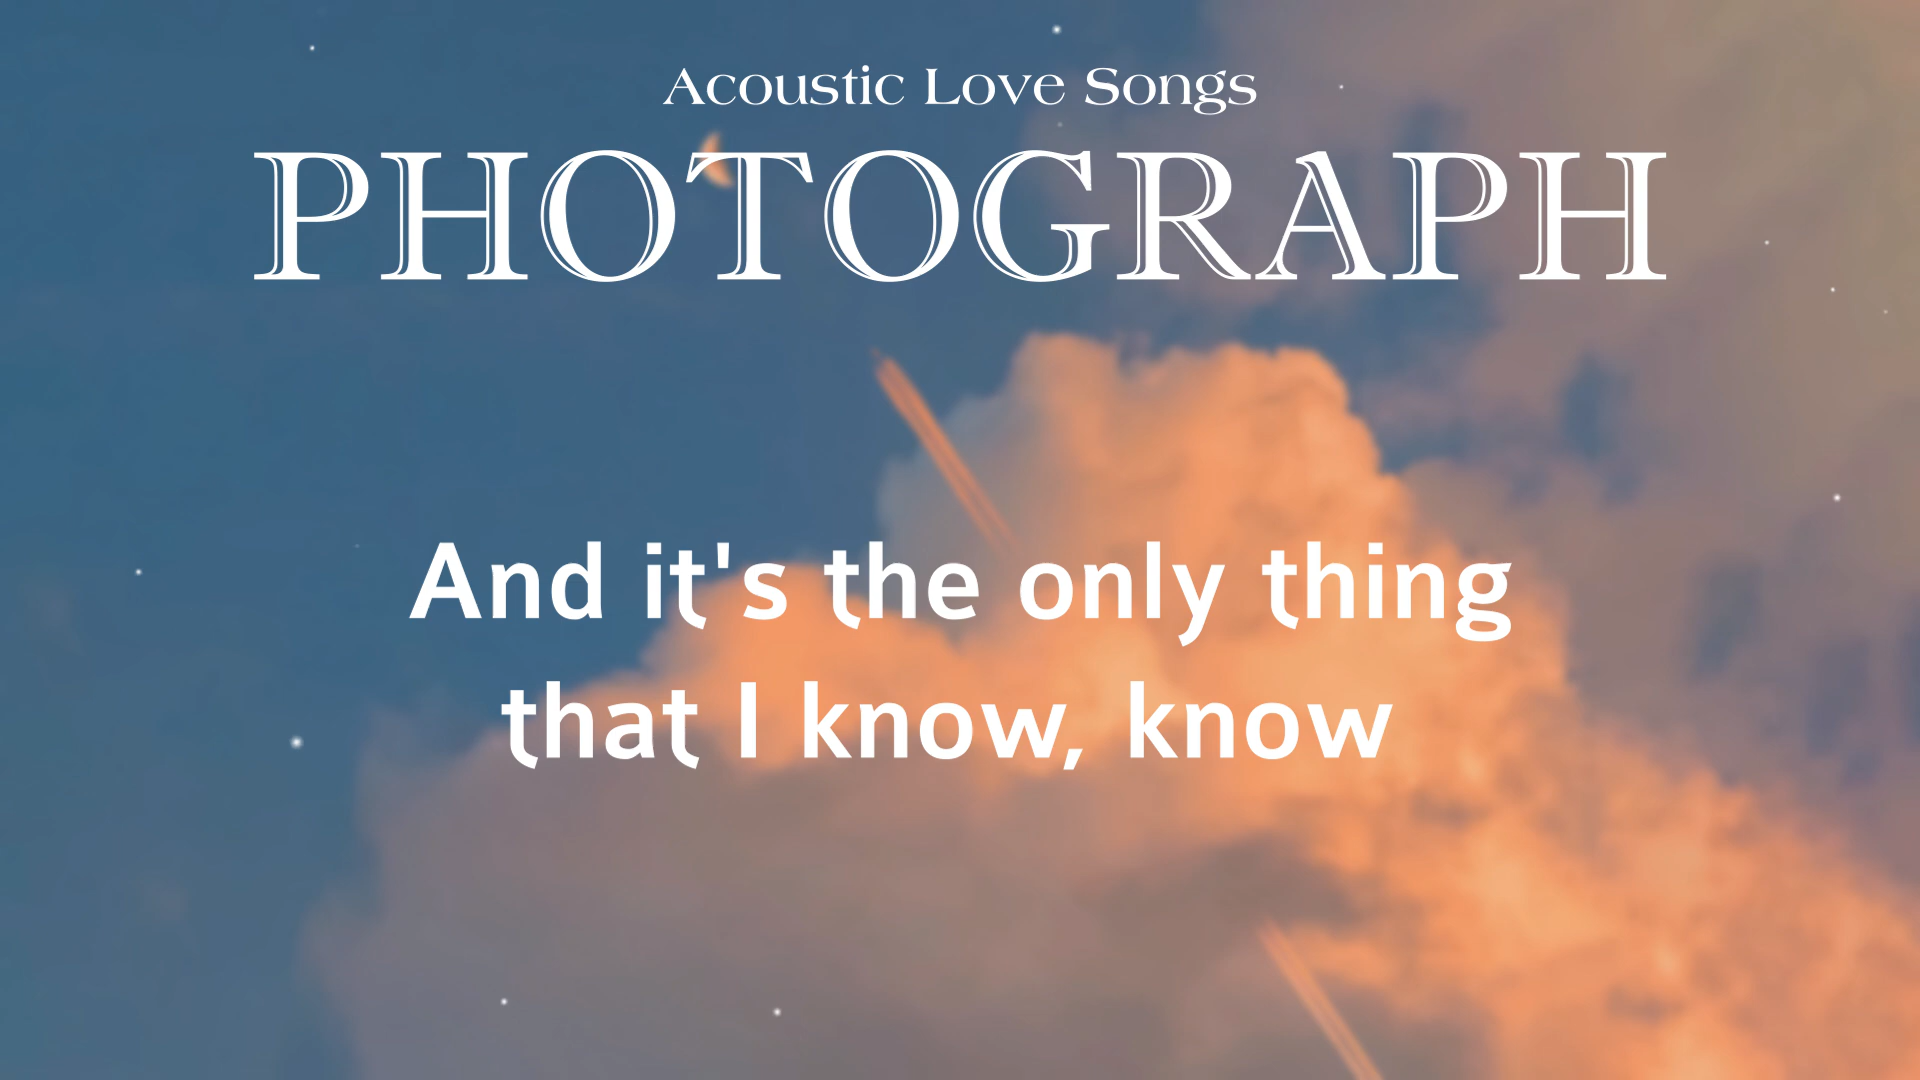 Acoustic Love Songs
PHOTOGRAPH
And it's the only thing
that I know, know